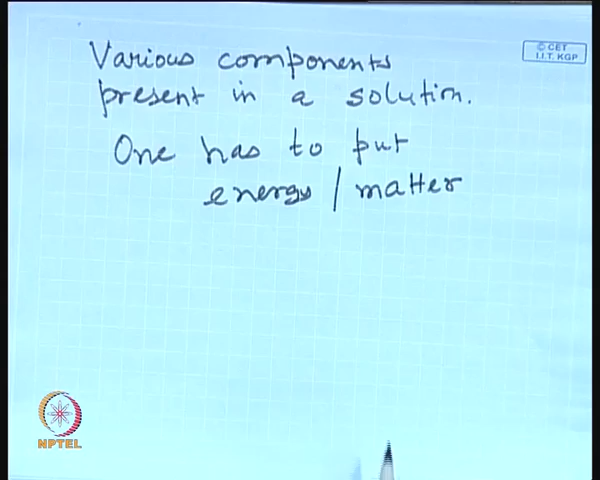 © CET
I.I.T. KGP
Various components
present in a solution.
One has to put
energy / matter
NPTEL